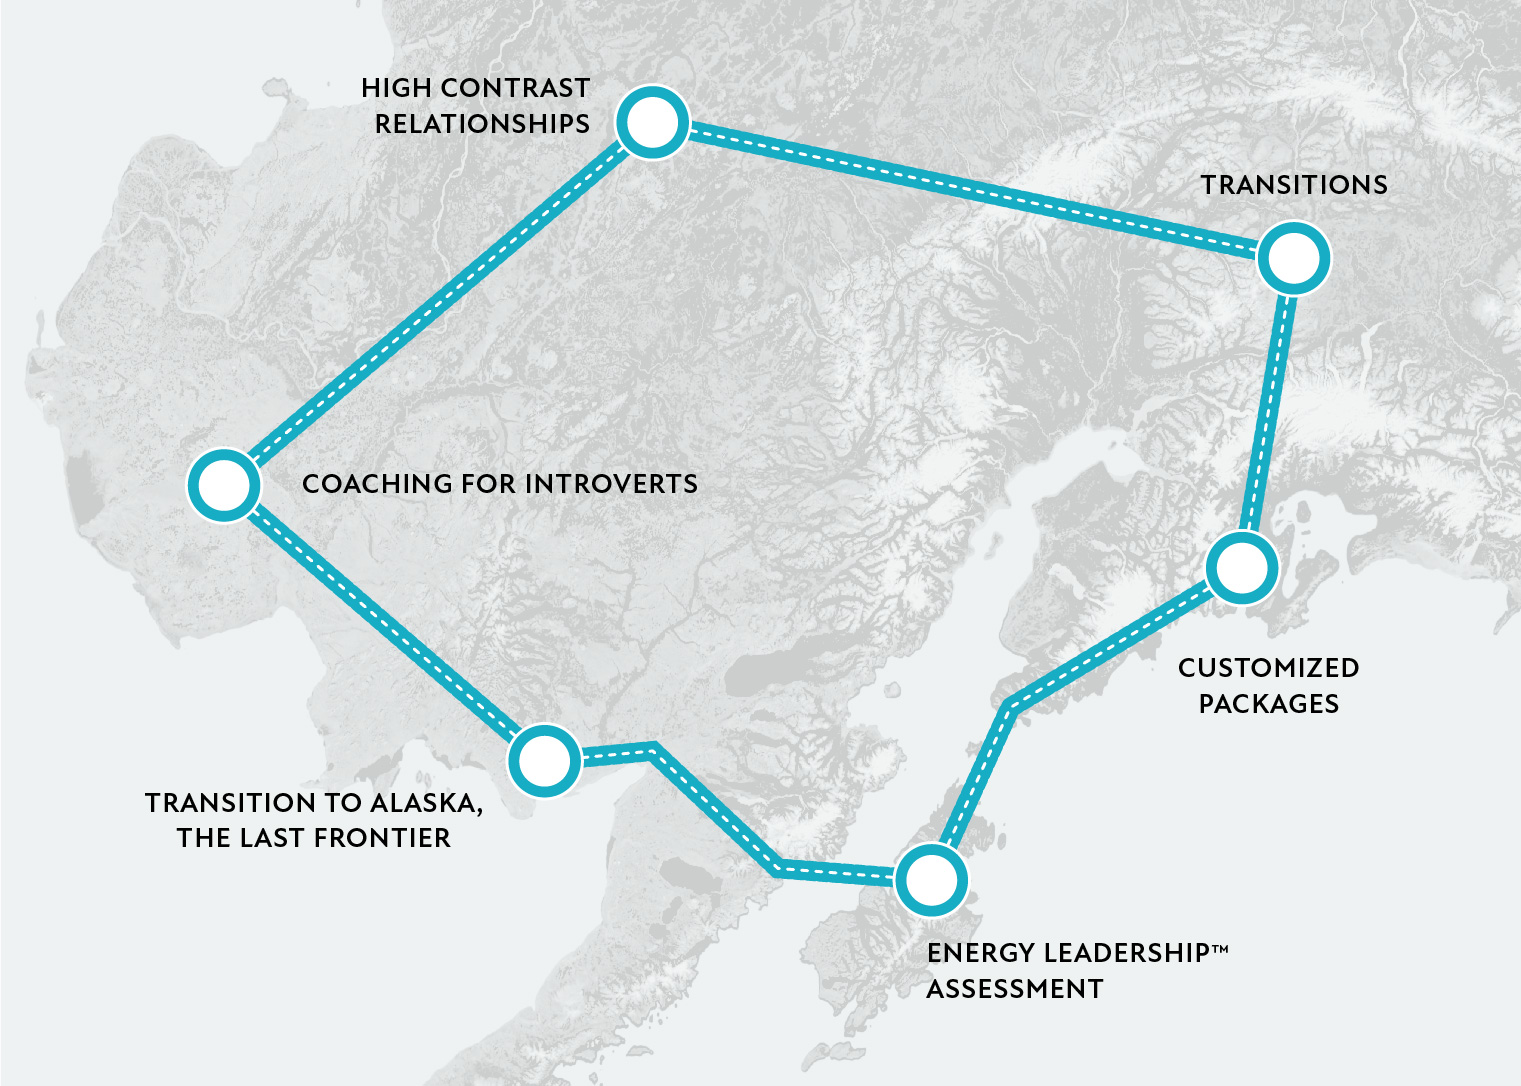 HIGH CONTRAST
RELATIONSHIPS
TRANSITIONS
COACHING FOR INTROVERTS
CUSTOMIZED
PACKAGES
TRANSITION TO ALASKA,
THE LAST FRONTIER
ENERGY LEADERSHIP™
ASSESSMENT